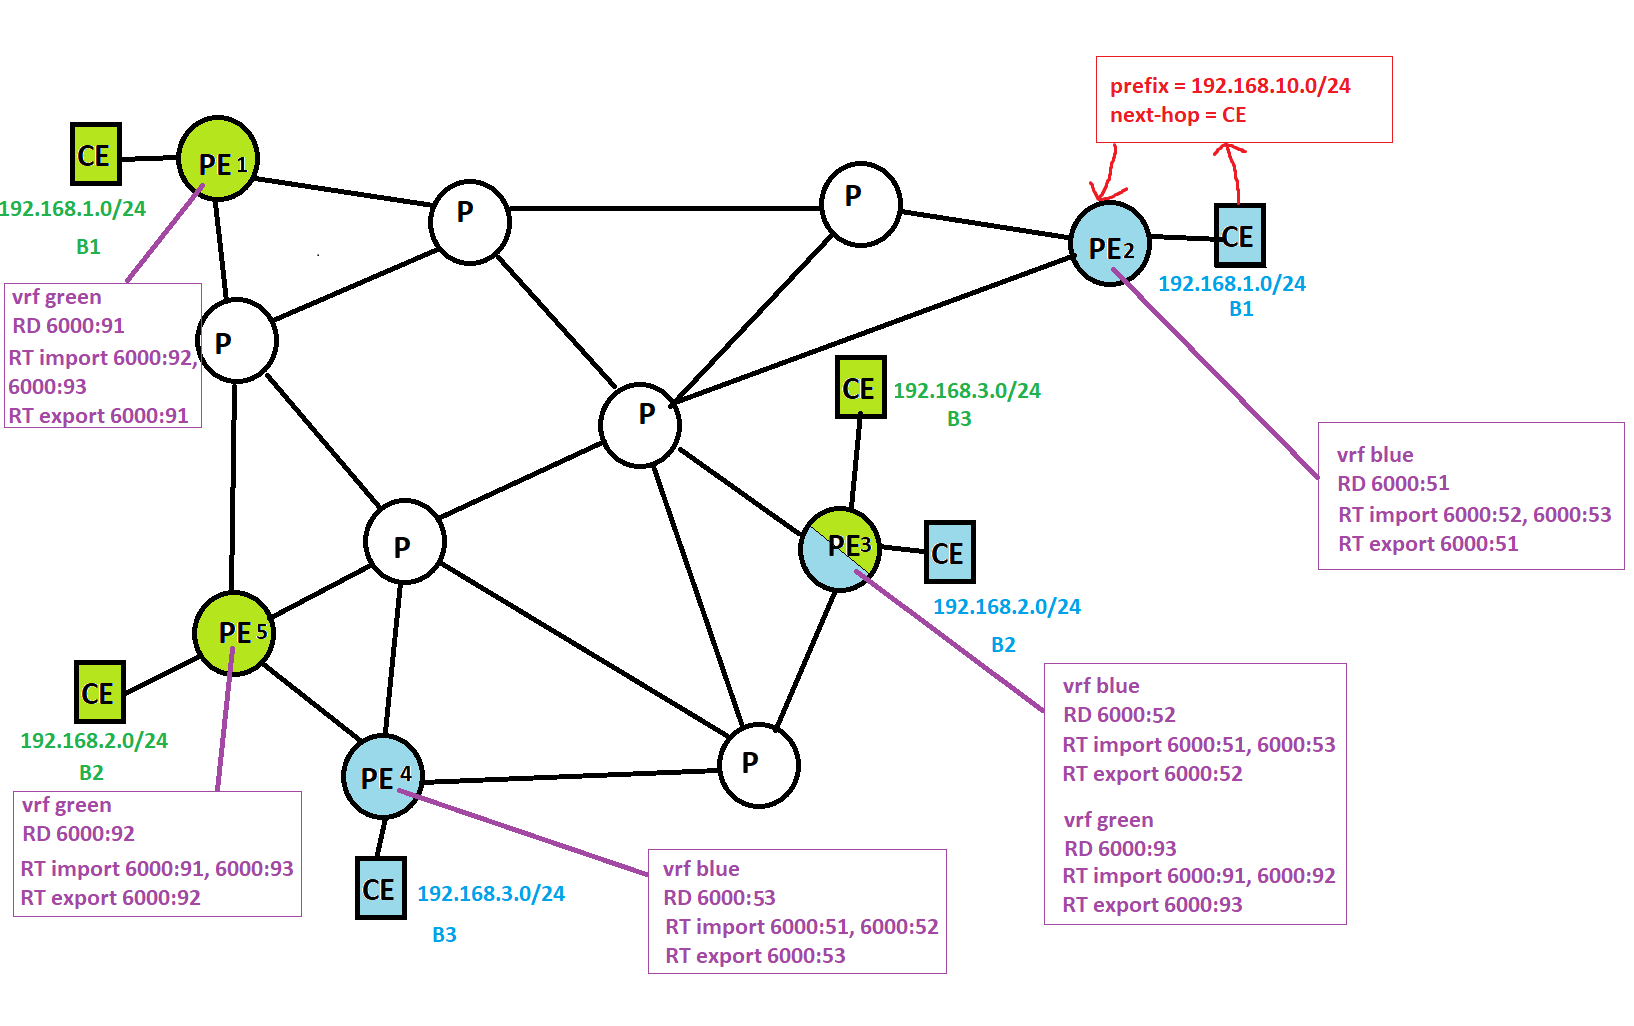 prefix = 192.168.10.0/24
next-hop = CE
CE
PE 1
192.168.1.0/24
B1
P
P
PE2
CE
192.168.1.0/24
B1
vrf green
RD 6000:91
RT import 6000:92,
6000:93
RT export 6000:91
P
CE
192.168.3.0/24
B3
P
vrf blue
RD 6000:51
RT import 6000:52, 6000:53
RT export 6000:51
P
PE3
CE
192.168.2.0/24
B2
PE 5
CE
192.168.2.0/24
B2
vrf blue
RD 6000:52
RT import 6000:51, 6000:53
RT export 6000:52
vrf green
RD 6000:93
RT import 6000:91, 6000:92
RT export 6000:93
PE 4
P
vrf green
RD 6000:92
RT import 6000:91, 6000:93
RT export 6000:92
CE
192.168.3.0/24
B3
vrf blue
RD 6000:53
RT import 6000:51, 6000:52
RT export 6000:53